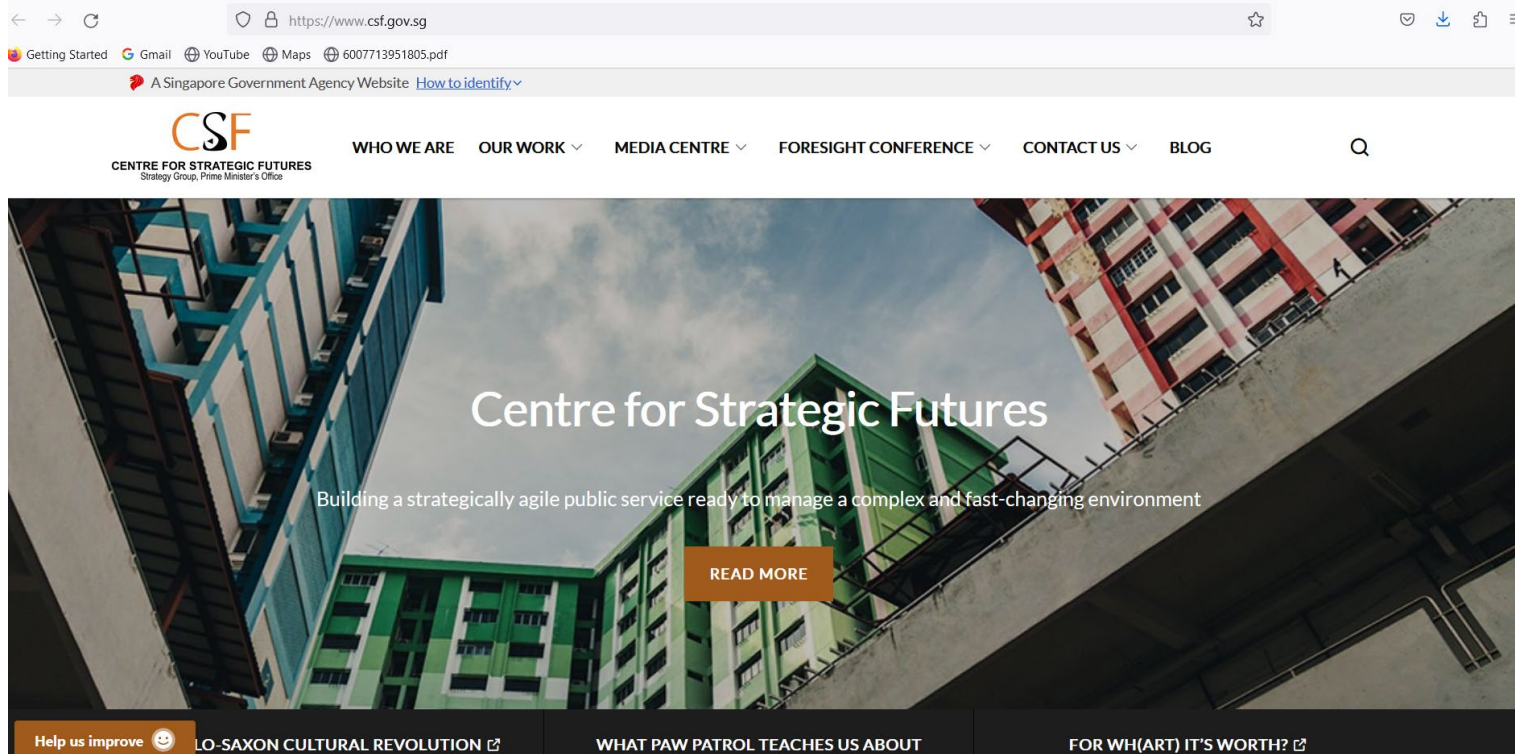 https://www.csf.gov.sg
Getting Started Gmail YouTube Maps 6007713951805.pdf
A Singapore Government Agency Website How to identify
CSF
CENTRE FOR STRATEGIC FUTURES
Strategy Group, Prime Minister's Office
WHO WE ARE OUR WORK MEDIA CENTRE FORESIGHT CONFERENCE CONTACT US BLOG
Centre for Strategic Futures
Building a strategically agile public service ready to manage a complex and fast-changing environment
READ MORE
Help us improve
LO-SAXON CULTURAL REVOLUTION WHAT PAW PATROL TEACHES US ABOUT FOR WH(ART) IT'S WORTH?